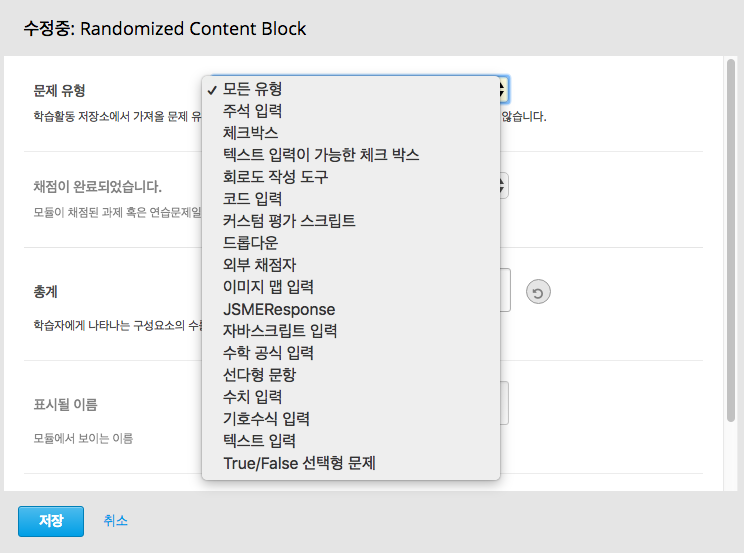 수정중: Randomized Content Block
문제 유형
학습활동 저장소에서 가져올 문제 유
않습니다.
✓ 모든 유형
주석 입력
체크박스
텍스트 입력이 가능한 체크 박스
회로도 작성 도구
코드 입력
커스텀 평가 스크립트
드롭다운
외부 채점자
이미지 맵 입력
JSMEResponse
자바스크립트 입력
수학 공식 입력
선다형 문항
수치 입력
기호수식 입력
텍스트 입력
True/False 선택형 문제
채점이 완료되었습니다.
모듈이 채점된 과제 혹은 연습문제일
총계
학습자에게 나타나는 구성요소의 수를
표시될 이름
모듈에서 보이는 이름
저장 취소